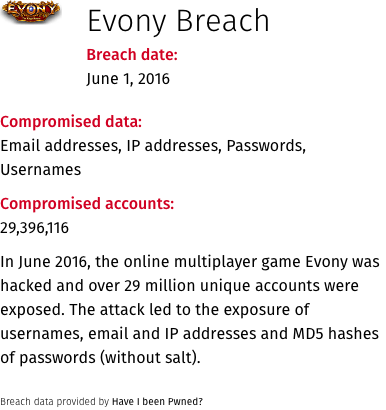 EVONY
Evony Breach
Breach date:
June 1, 2016
Compromised data:
Email addresses, IP addresses, Passwords,
Usernames
Compromised accounts:
29,396,116
In June 2016, the online multiplayer game Evony was
hacked and over 29 million unique accounts were
exposed. The attack led to the exposure of
usernames, email and IP addresses and MD5 hashes
of passwords (without salt).
Breach data provided by Have I been Pwned?